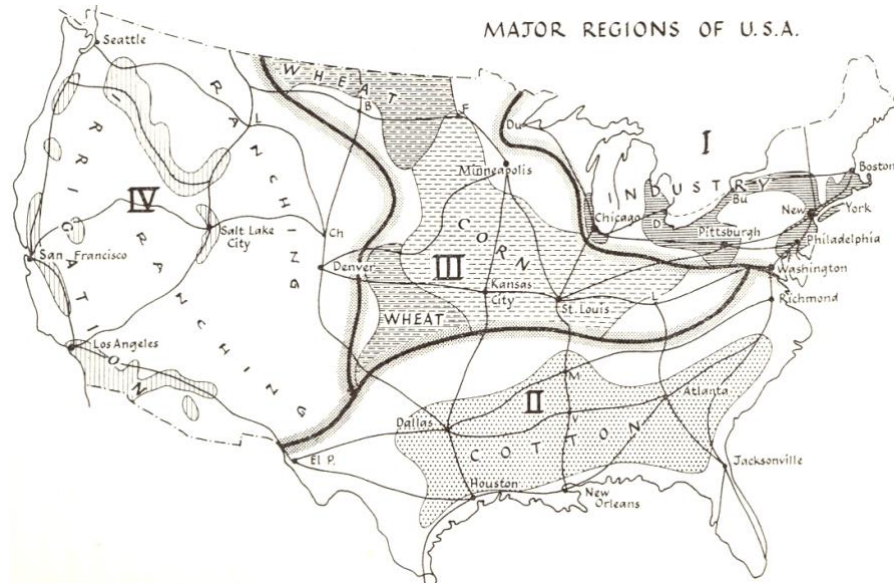 MAJOR REGIONS OF U.S.A.
Seattle
WHEAT
B
F
Du
I
Minneapolis
INDUSTRY
Boston
Bu
New York
Chicago
D
Pittsburgh
Philadelphia
Washington
Richmond
L
RANCHING
IRRIGATION
IV
RANCHING
Salt Lake
City
Ch
San Francisco
Denver
CORN
III
Kansas
City
St. Louis
L
WHEAT
Los Angeles
M
II
Atlanta
Dallas
V
COTTON
El P.
Houston
New
Orleans
Jacksonville